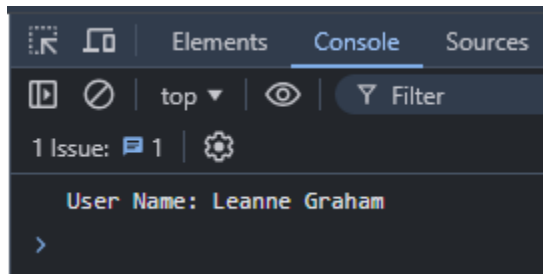 Elements Console Sources
top Filter
1 Issue: 1
User Name: Leanne Graham